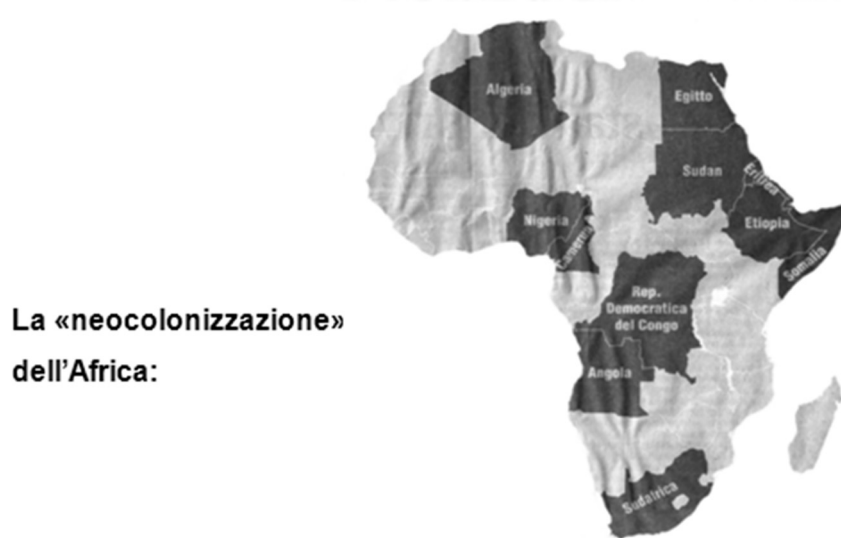 Algeria
Egitto
Sudan
Eritrea
Nigeria
Etiopia
Camerun
Somalia
Rep.
Democratica
del Congo
La «neocolonizzazione»
dell’Africa:
Angola
Sudafrica